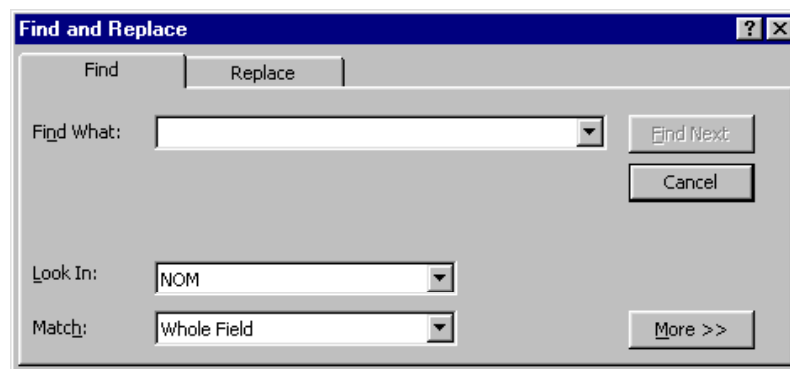 Find and Replace
Find Replace
Find What: Find Next
Cancel
Look In: NOM
Match: Whole Field More >>